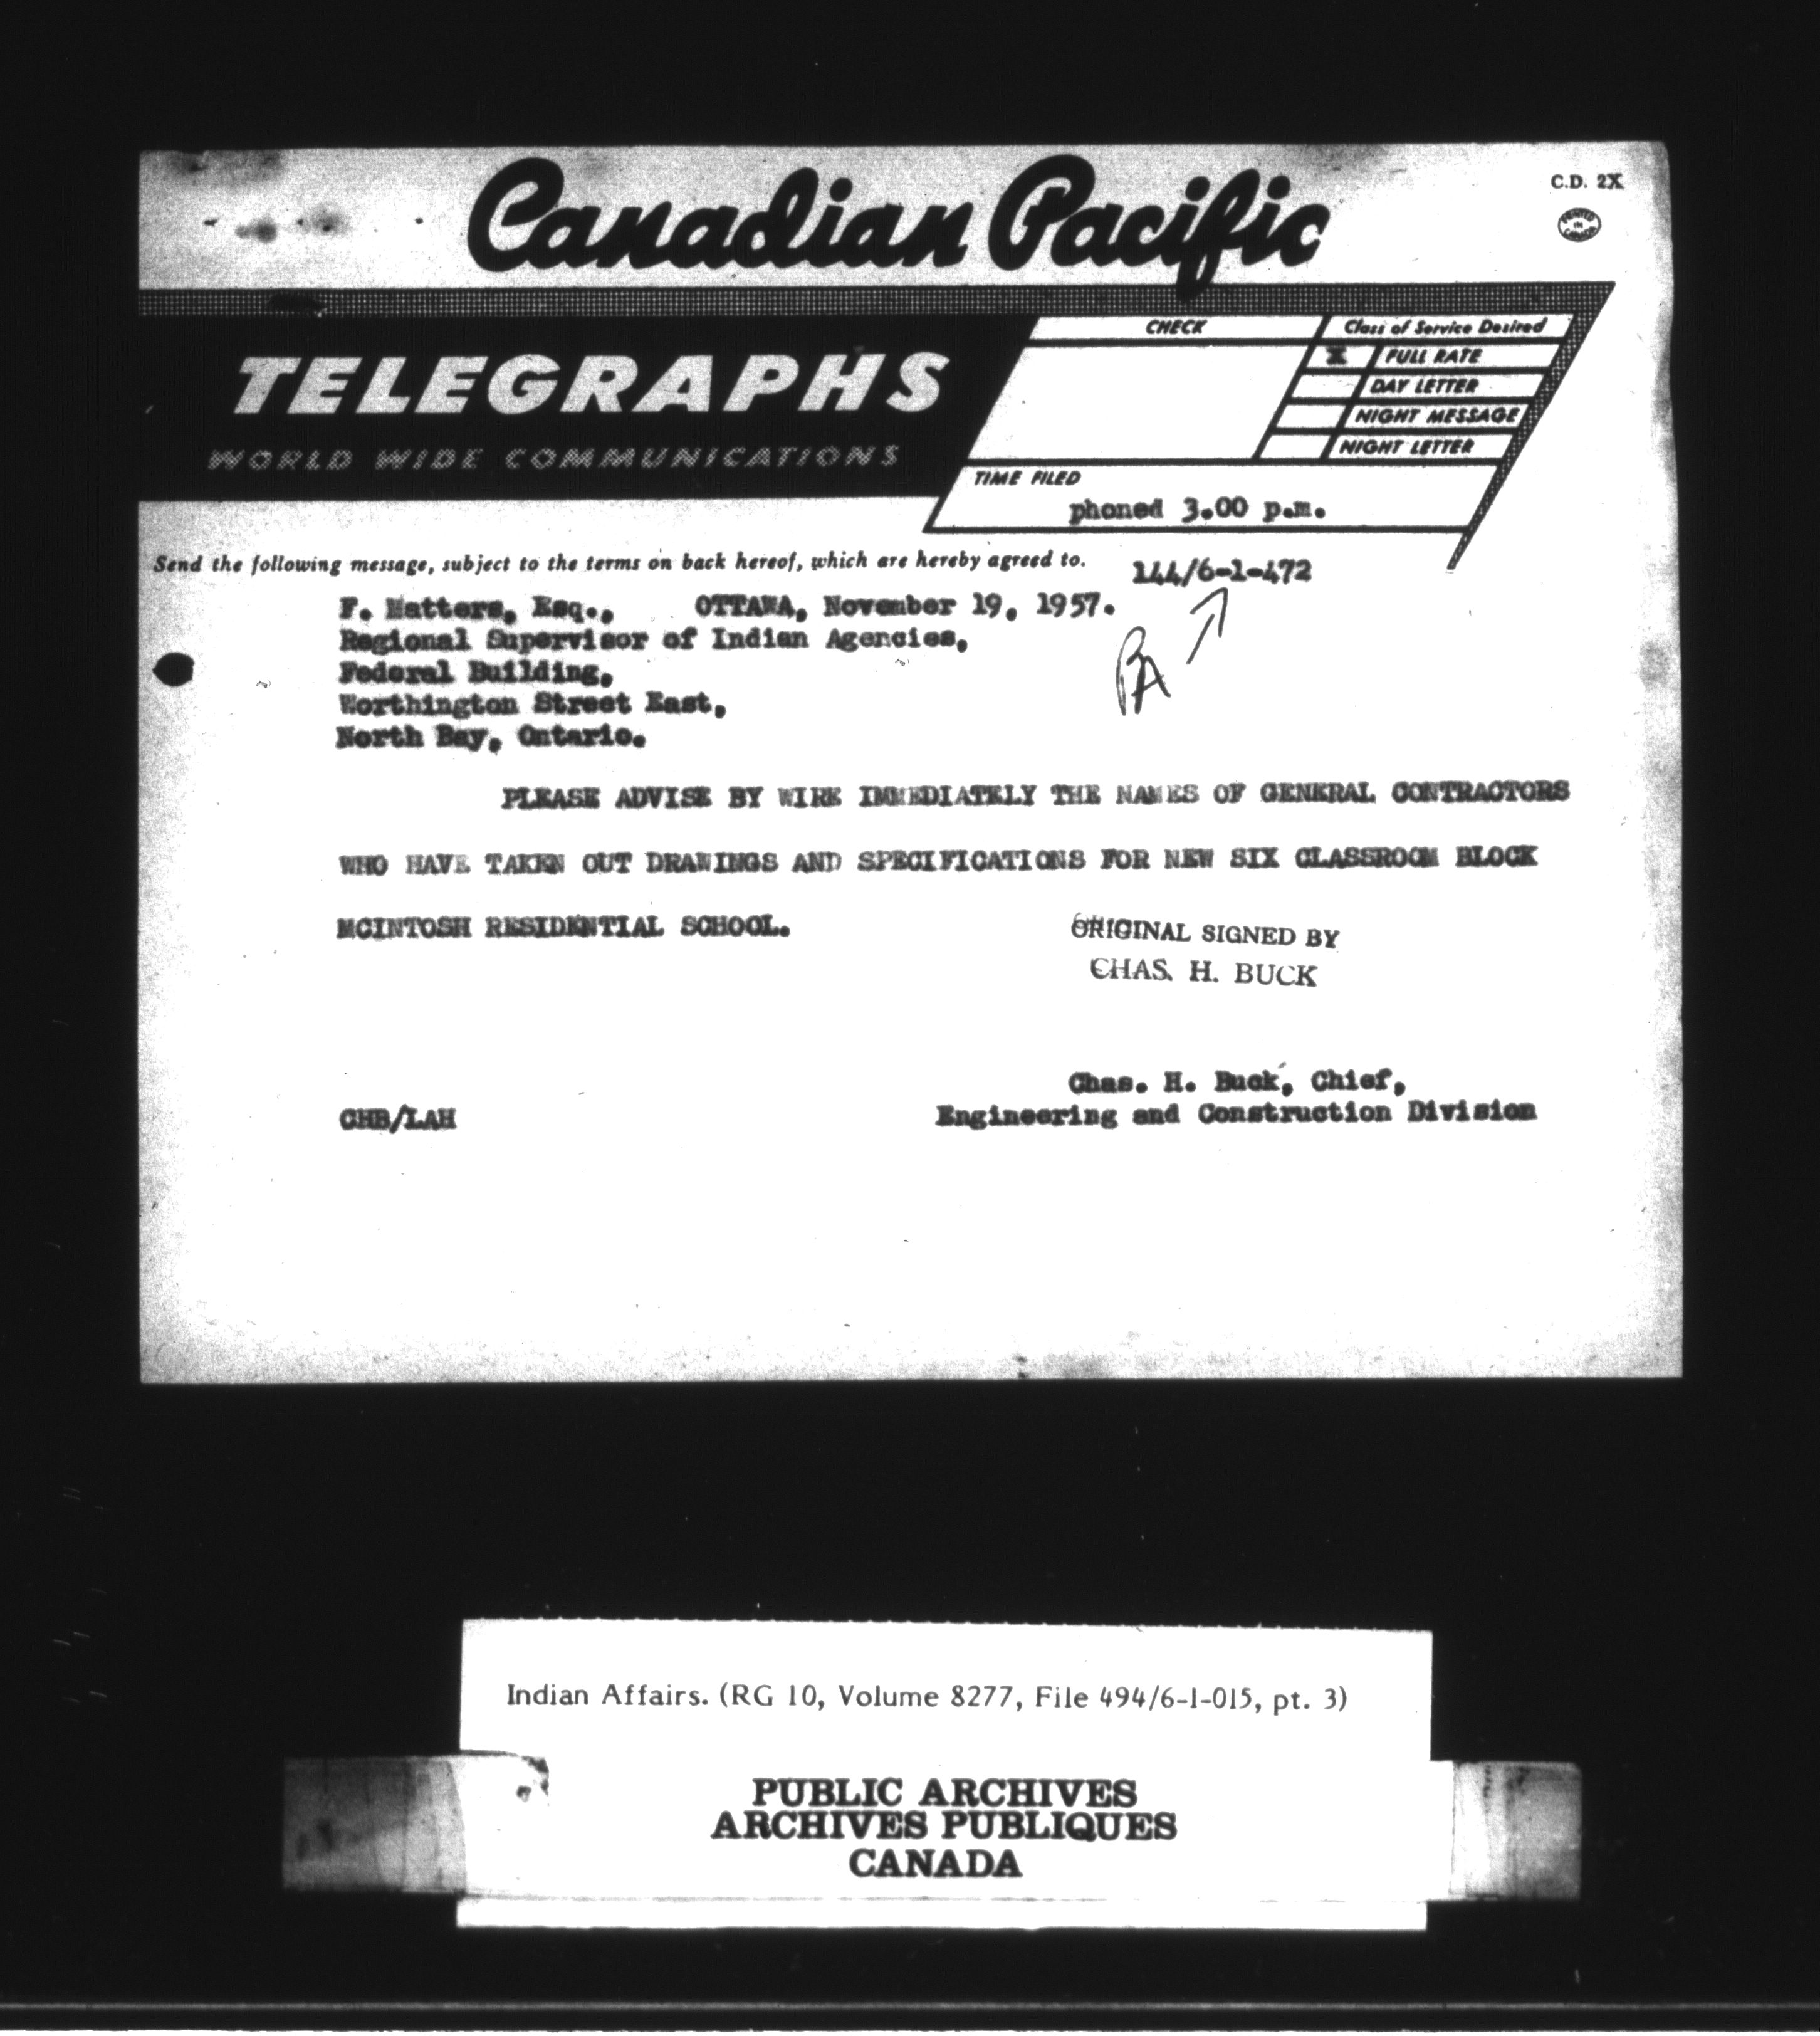 Canadian Pacific
C.D. 2X
PRINTED IN CANADA
TELEGRAPHS
WORLD WIDE COMMUNICATIONS
CHECK
Class of Service Desired
X FULL RATE
DAY LETTER
NIGHT MESSAGE
NIGHT LETTER
TIME FILED
phoned 3.00 p.m.
Send the following message, subject to the terms on back hereof, which are hereby agreed to.
144/6-1-472
F. Matters, Esq., OTTAWA, November 19, 1957.
Regional Supervisor of Indian Agencies,
Federal Building,
Worthington Street East,
North Bay, Ontario.
PA
PLEASE ADVISE BY WIRE IMMEDIATELY THE NAMES OF GENERAL CONTRACTORS
WHO HAVE TAKEN OUT DRAWINGS AND SPECIFICATIONS FOR NEW SIX CLASSROOM BLOCK
MCINTOSH RESIDENTIAL SCHOOL.
ORIGINAL SIGNED BY
CHAS. H. BUCK
Chas. H. Buck, Chief,
CHB/LAH Engineering and Construction Division
Indian Affairs. (RG 10, Volume 8277, File 494/6-1-015, pt. 3)
PUBLIC ARCHIVES
ARCHIVES PUBLIQUES
CANADA